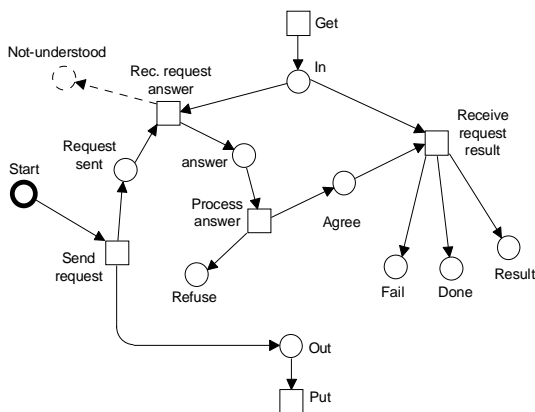 Get
Not-understood
Rec. request
answer
In
Receive
request
result
Request
sent
answer
Start
Process
answer
Agree
Send
request
Refuse
Fail
Done
Result
Out
Put